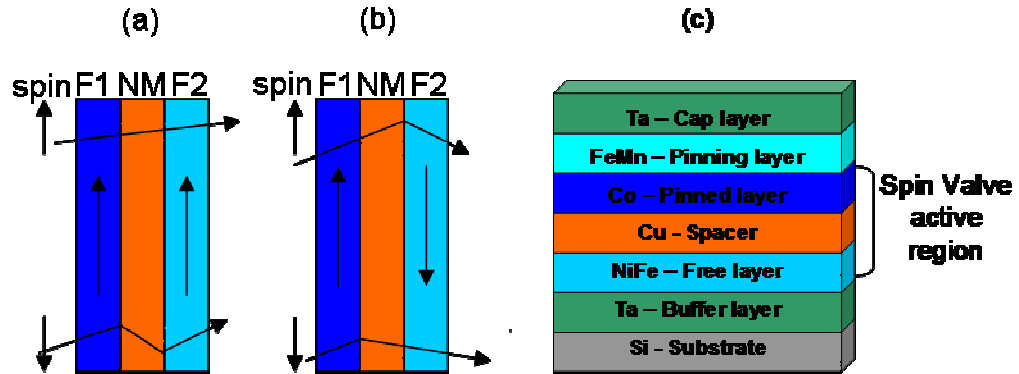 (a)
spin F1 NM F2
(b)
spin F1 NM F2
(c)
Ta – Cap layer
FeMn – Pinning layer
Co – Pinned layer
Cu - Spacer
NiFe – Free layer
Ta – Buffer layer
Si - Substrate
Spin Valve
active
region